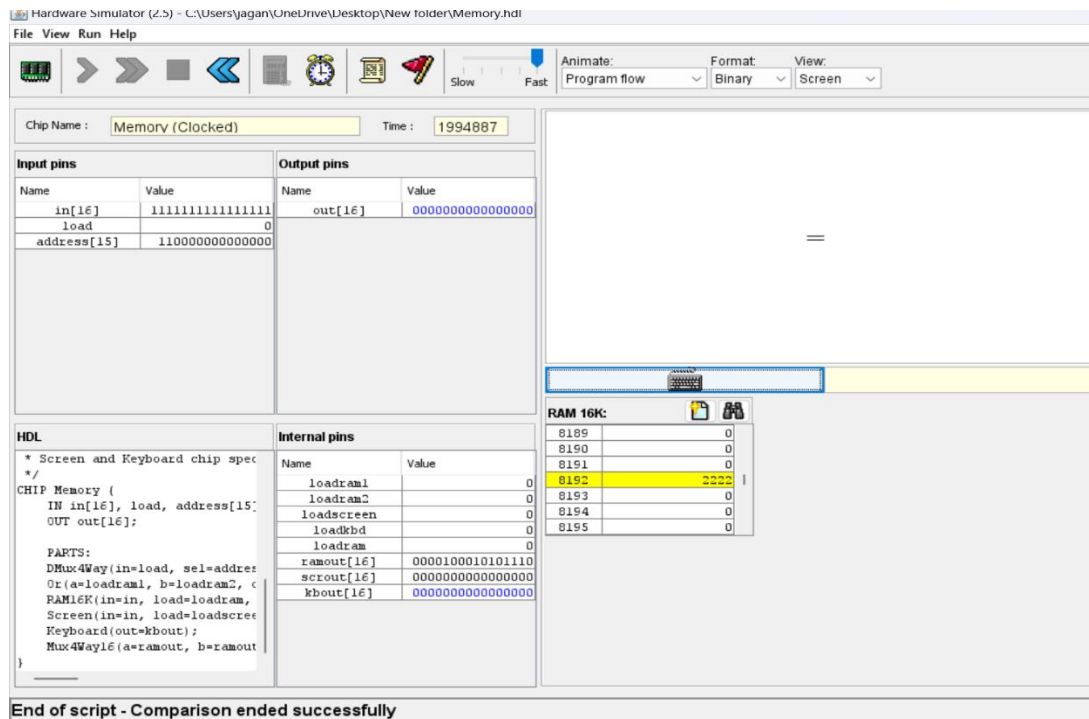 Hardware Simulator (2.5) - C:\Users\jagan\OneDrive\Desktop\New folder\Memory.hdl
File View Run Help
Animate: Format: View:
Slow Fast Program flow Binary Screen
Chip Name : Memory (Clocked) Time : 1994887
Input pins Output pins
Name Value Name Value
in[16] 1111111111111111 out[16] 0000000000000000
load 0
address[15] 110000000000000
RAM 16K:
8189 0
8190 0
8191 0
8192 2222
8193 0
8194 0
8195 0
HDL
* Screen and Keyboard chip spec
*/
CHIP Memory {
IN in[16], load, address[15]
OUT out[16];
PARTS:
DMux4Way(in=load, sel=addres
Or(a=loadram1, b=loadram2, o
RAM16K(in=in, load=loadram,
Screen(in=in, load=loadscree
Keyboard(out=kbout);
Mux4Way16(a=ramout, b=ramout
}
Internal pins
Name Value
loadram1 0
loadram2 0
loadscreen 0
loadkbd 0
loadram 0
ramout[16] 0000100010101110
scrout[16] 0000000000000000
kbout[16] 0000000000000000
End of script - Comparison ended successfully